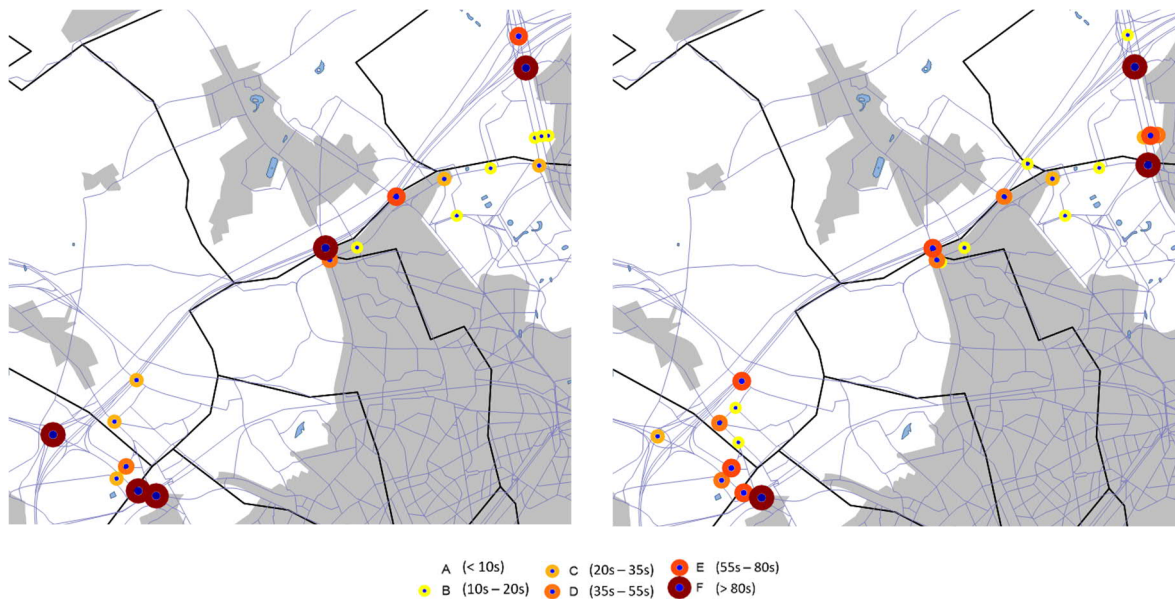 A (< 10s) C (20s – 35s) E (55s – 80s)
B (10s – 20s) D (35s – 55s) F (> 80s)